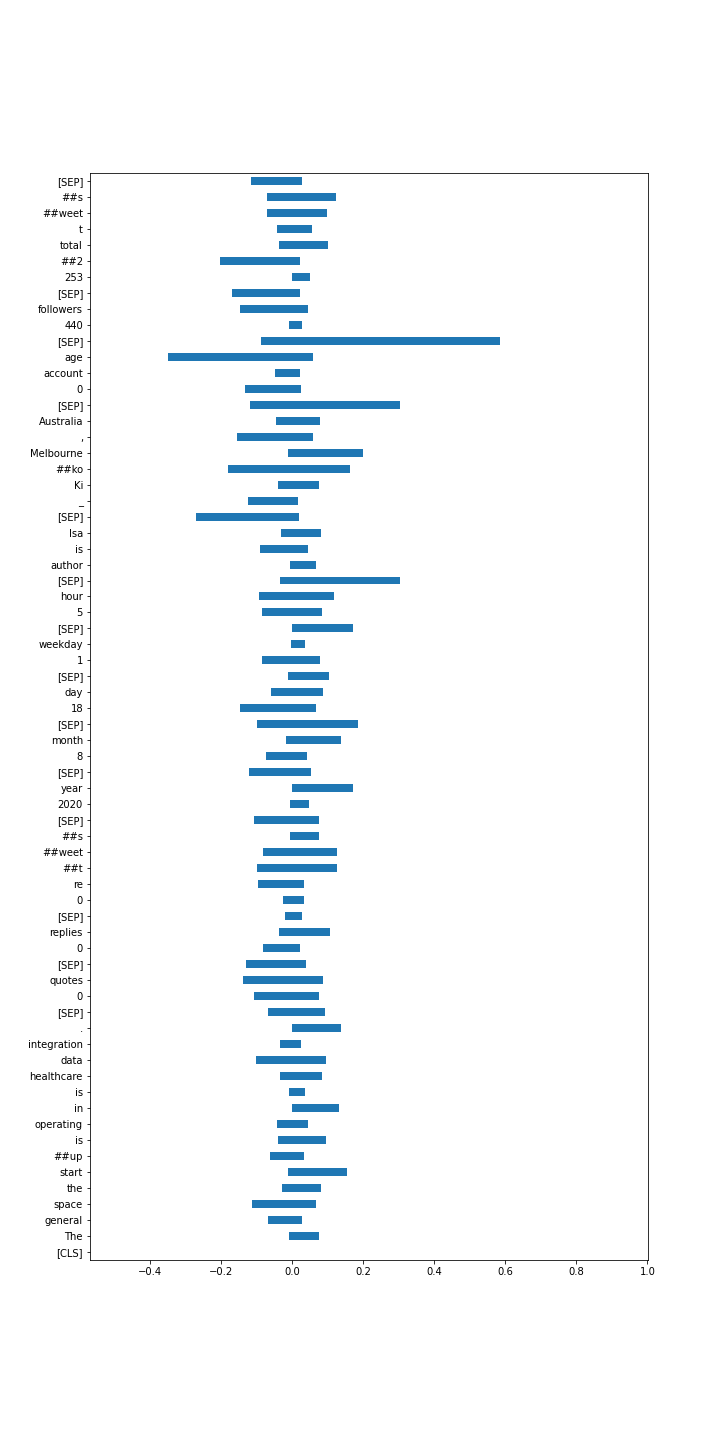 [SEP]
##s
##weet
t
total
##2
253
[SEP]
followers
440
[SEP]
age
account
0
[SEP]
Australia
,
Melbourne
##ko
Ki
_
[SEP]
Isa
is
author
[SEP]
hour
5
[SEP]
weekday
1
[SEP]
day
18
[SEP]
month
8
[SEP]
year
2020
[SEP]
##s
##weet
##t
re
0
[SEP]
replies
0
[SEP]
quotes
0
[SEP]
.
integration
data
healthcare
is
in
operating
is
##up
start
the
space
general
The
[CLS]
−0.4 −0.2 0.0 0.2 0.4 0.6 0.8 1.0